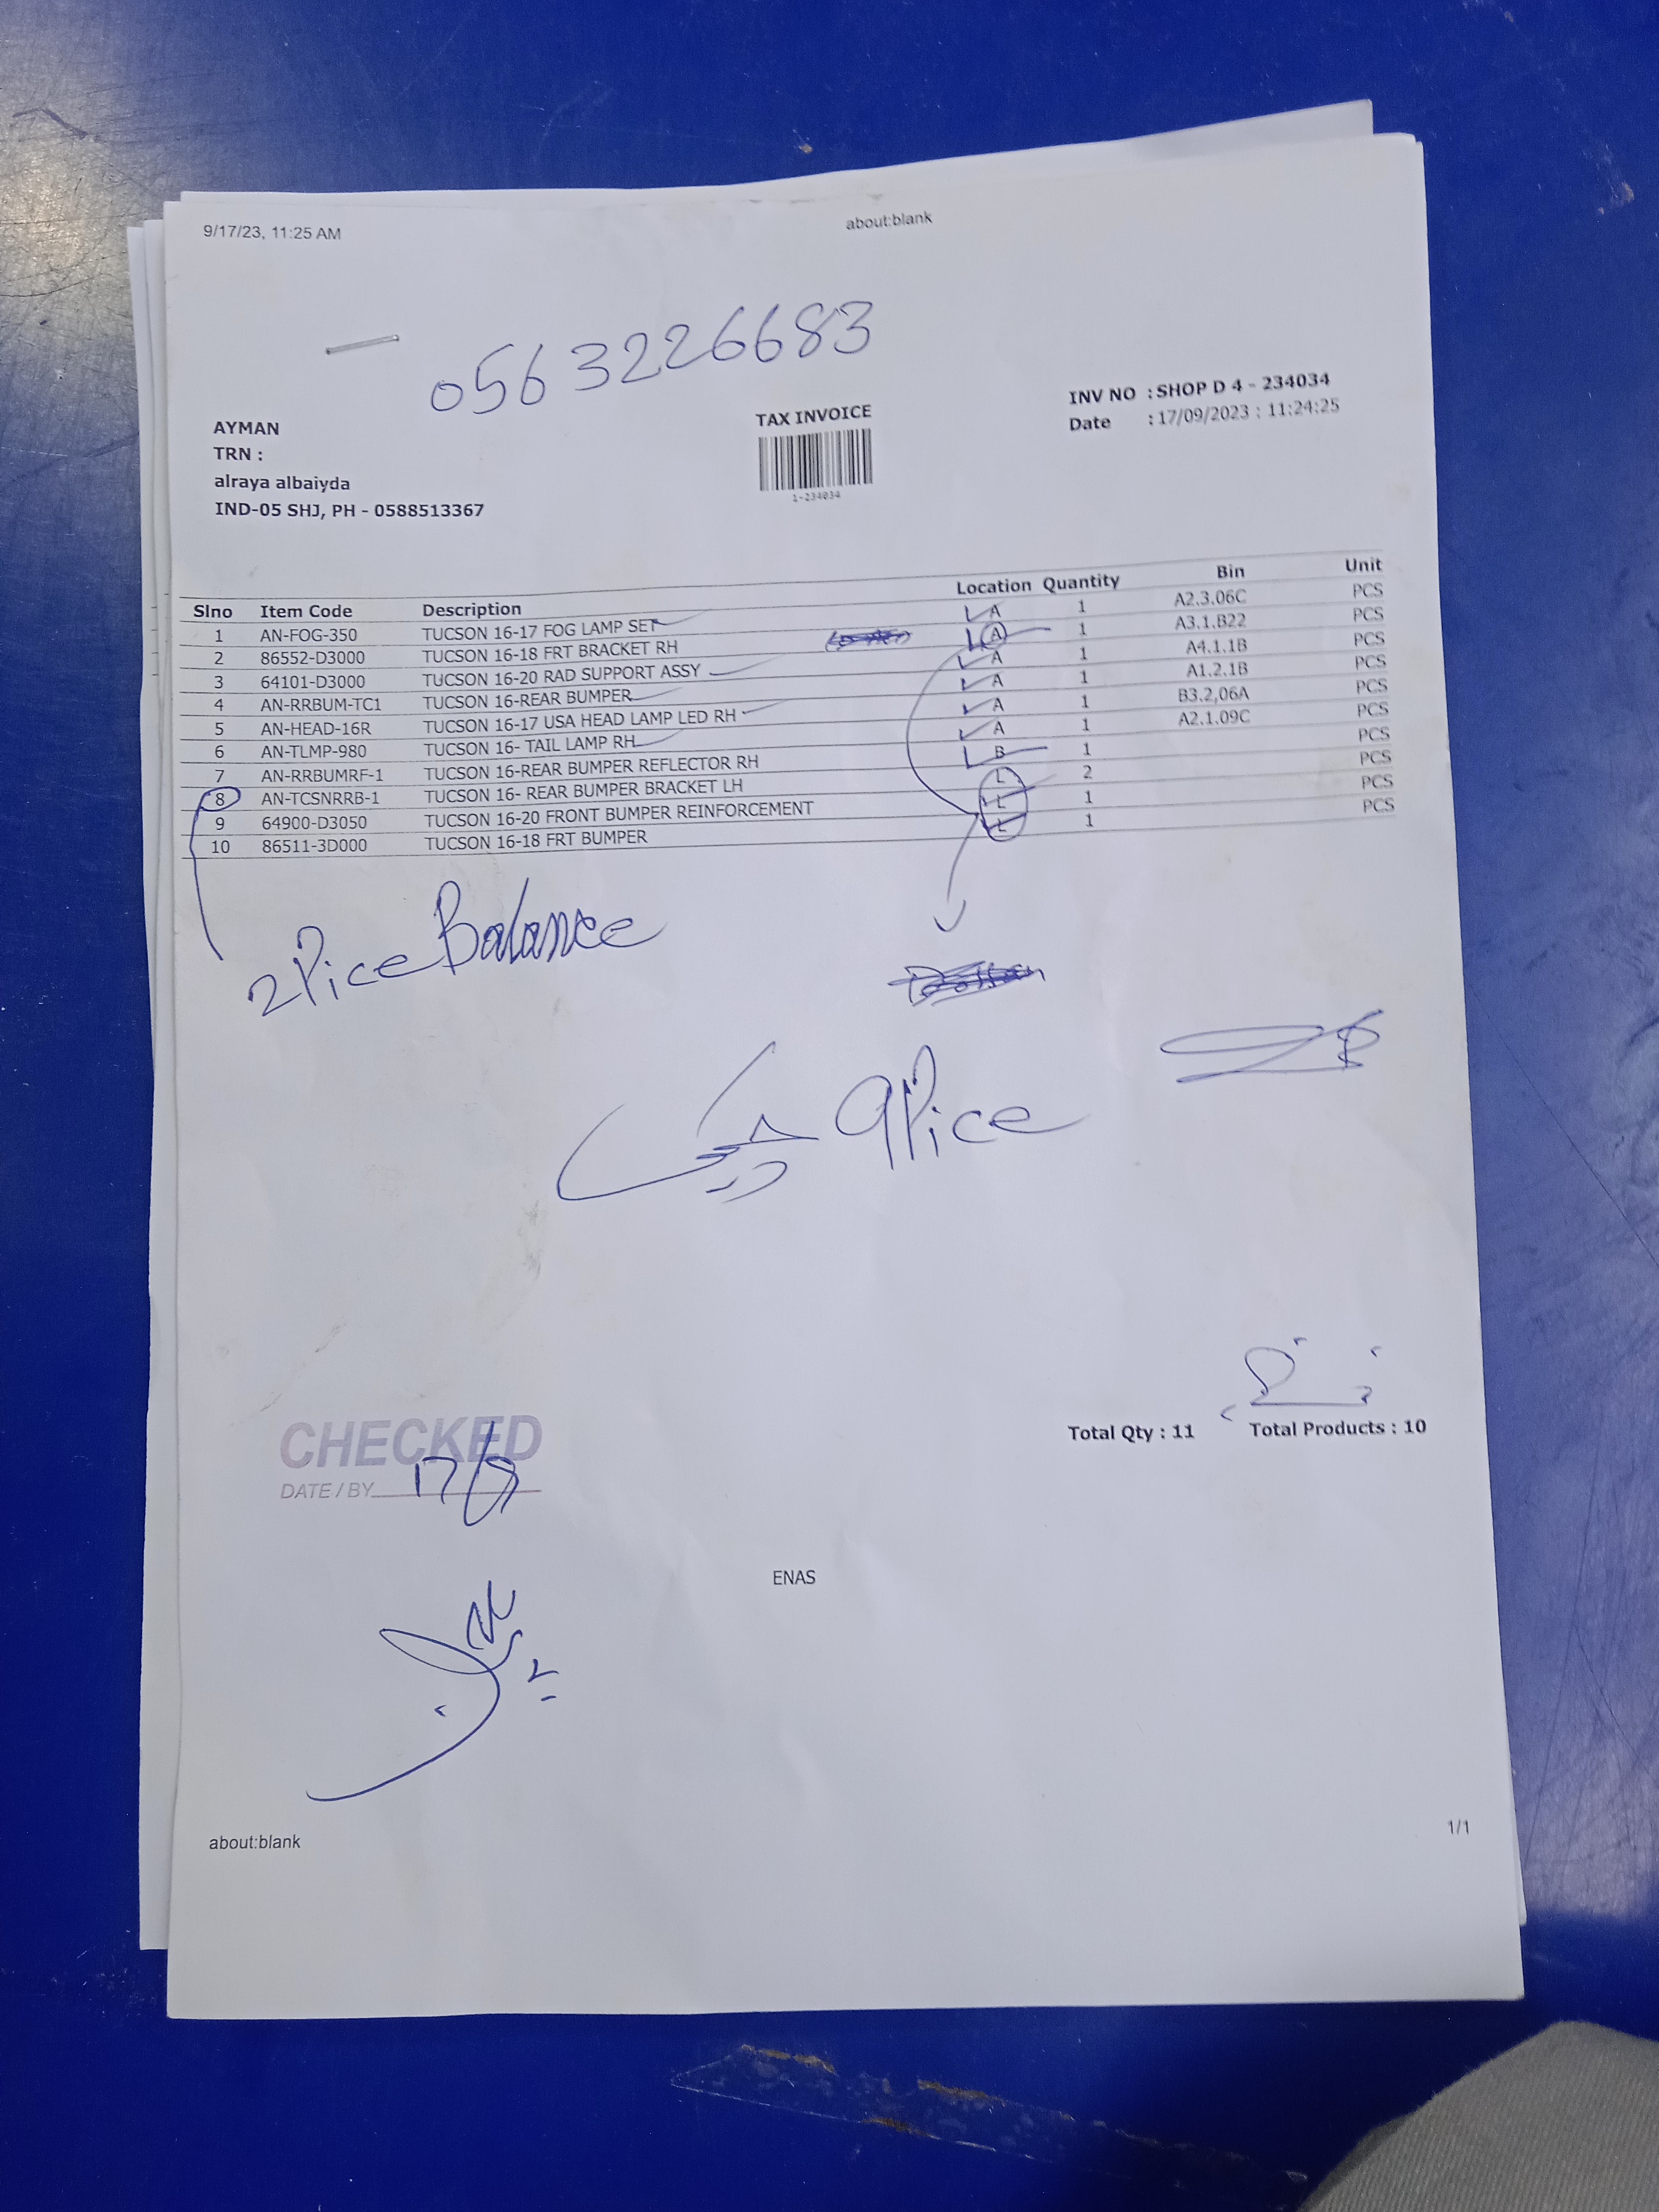 9/17/23, 11:25 AM about:blank
0563226683
AYMAN
TRN :
alraya albaiyda
IND-05 SHJ, PH - 0588513367
TAX INVOICE
1-234034
INV NO : SHOP D 4 - 234034
Date : 17/09/2023 : 11:24:25
Slno Item Code Description Location Quantity Bin Unit
1 AN-FOG-350 TUCSON 16-17 FOG LAMP SET A 1 A2.3.06C PCS
2 86552-D3000 TUCSON 16-18 FRT BRACKET RH A 1 A3.1.B22 PCS
3 64101-D3000 TUCSON 16-20 RAD SUPPORT ASSY A 1 A4.1.1B PCS
4 AN-RRBUM-TC1 TUCSON 16-REAR BUMPER A 1 A1.2.1B PCS
5 AN-HEAD-16R TUCSON 16-17 USA HEAD LAMP LED RH A 1 B3.2,06A PCS
6 AN-TLMP-980 TUCSON 16- TAIL LAMP RH A 1 A2.1.09C PCS
7 AN-RRBUMRF-1 TUCSON 16-REAR BUMPER REFLECTOR RH B 1 PCS
8 AN-TCSNRRB-1 TUCSON 16- REAR BUMPER BRACKET LH L 2 PCS
9 64900-D3050 TUCSON 16-20 FRONT BUMPER REINFORCEMENT L 1 PCS
10 86511-3D000 TUCSON 16-18 FRT BUMPER L 1 PCS
2 Pice Balance
9 Pice
Total Qty : 11 Total Products : 10
CHECKED
DATE / BY 17/9
ENAS
about:blank 1/1